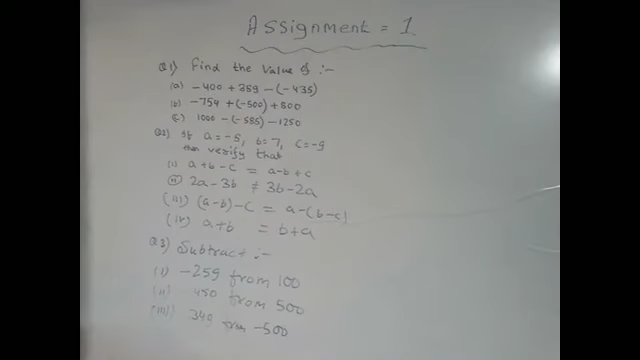 Assignment = 1.
Q1) Find the Value of :-
(a) -400 + 359 - (-435)
(b) -759 + (-500) + 800
(c) 1000 - (-585) - 1250
Q2) If a = -5, b = 7, c = -9
then verify that
(i) a + b - c = a - b + c
(ii) 2a - 3b ≠ 3b - 2a
(iii) (a - b) - c = a - (b - c)
(iv) a + b = b + a
Q3) Subtract :-
(i) -259 from 100
(ii) 450 from 500
(iii) 349 from -500